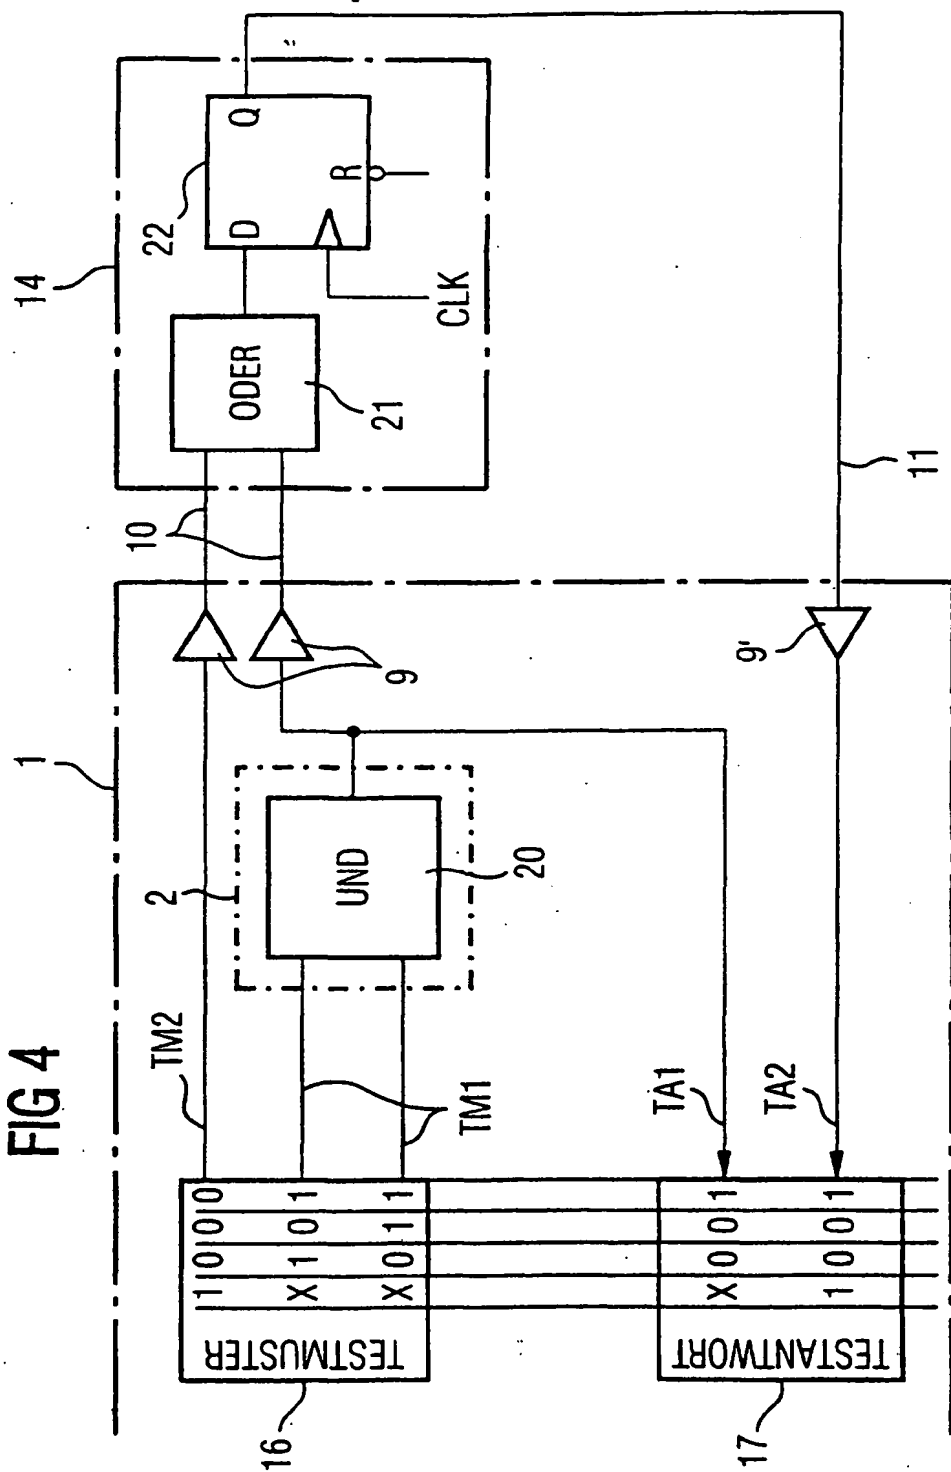 FIG 4
1
14
TM2
2
10
22
16
TESTMUSTER
1 0 0 0
X 1 0 1
X 0 1 1
TM1
UND
20
9
ODER
21
D
Q
R
CLK
17
TESTANTWORT
X 0 0 1
1 0 0 1
TA1
TA2
9'
11